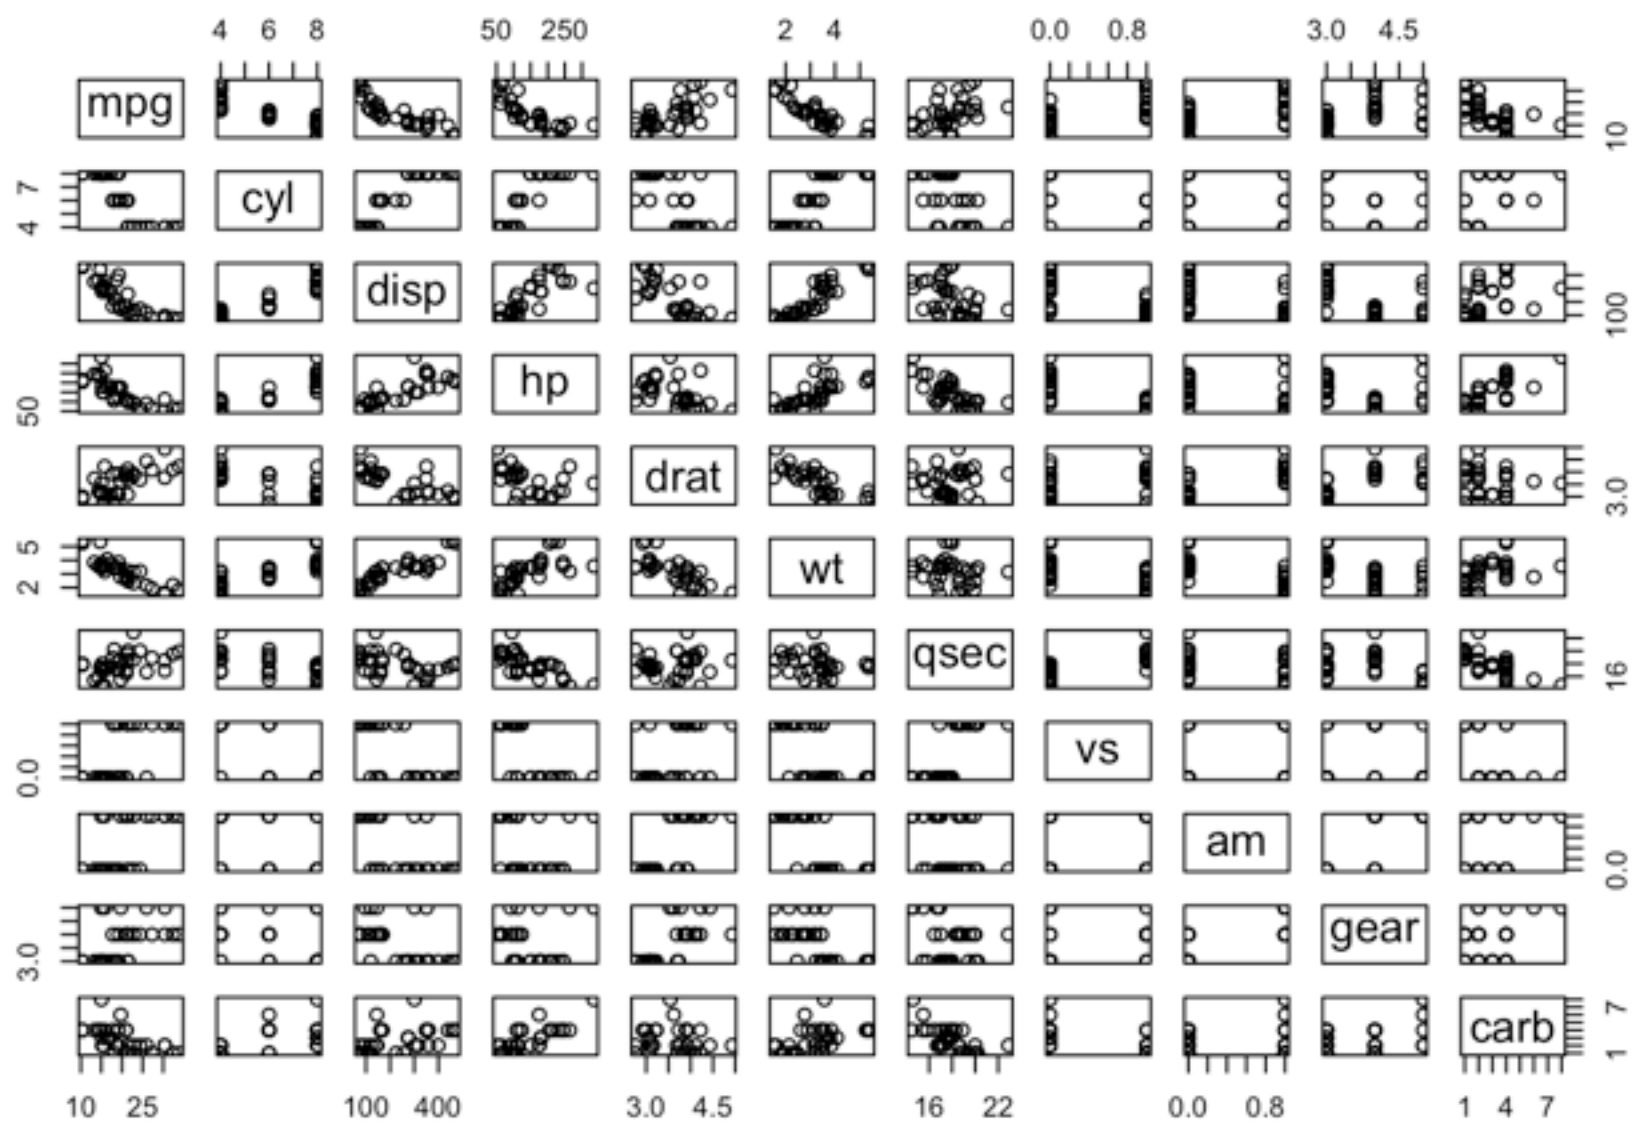 4 6 8 50 250 2 4 0.0 0.8 3.0 4.5
mpg 10
7 4 cyl
disp 100
50 hp
drat 3.0
5 2 wt
qsec 16
0.0 vs
am 0.0
3.0 gear
carb 7 1
10 25 100 400 3.0 4.5 16 22 0.0 0.8 1 4 7